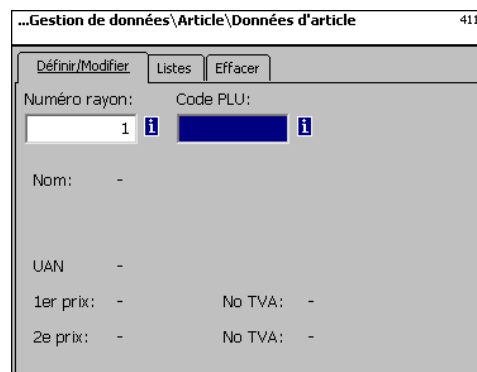 ...Gestion de données\Article\Données d'article 411
Définir/Modifier Listes Effacer
Numéro rayon: Code PLU:
1 i i
Nom: -
UAN -
1er prix: - No TVA: -
2e prix: - No TVA: -